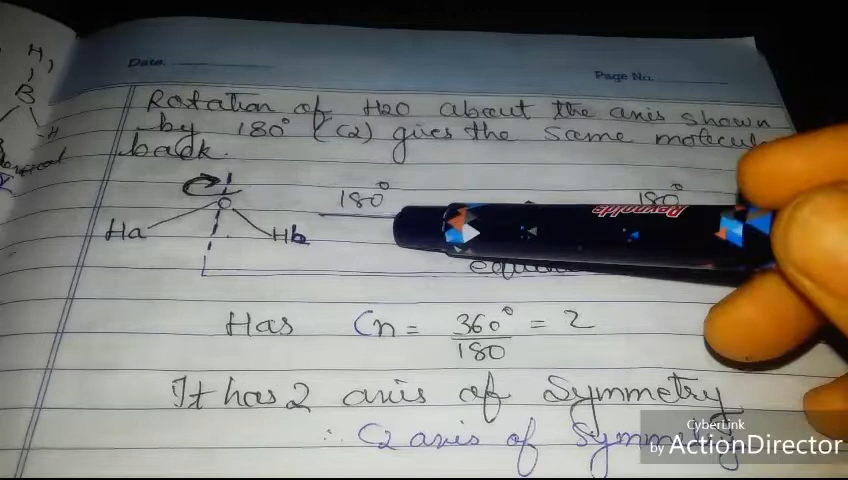 H,
B
H
Date
Page No.
Rotation of H2O about the axis shown
by 180° (C2) gives the same molecul
back.
180° 180°
O
Ha Hb
Reynolds
Has Cn = 360° = 2
180
It has 2 axis of Symmetry
∴ C2 axis of Symmetry
CyberLink
by ActionDirector